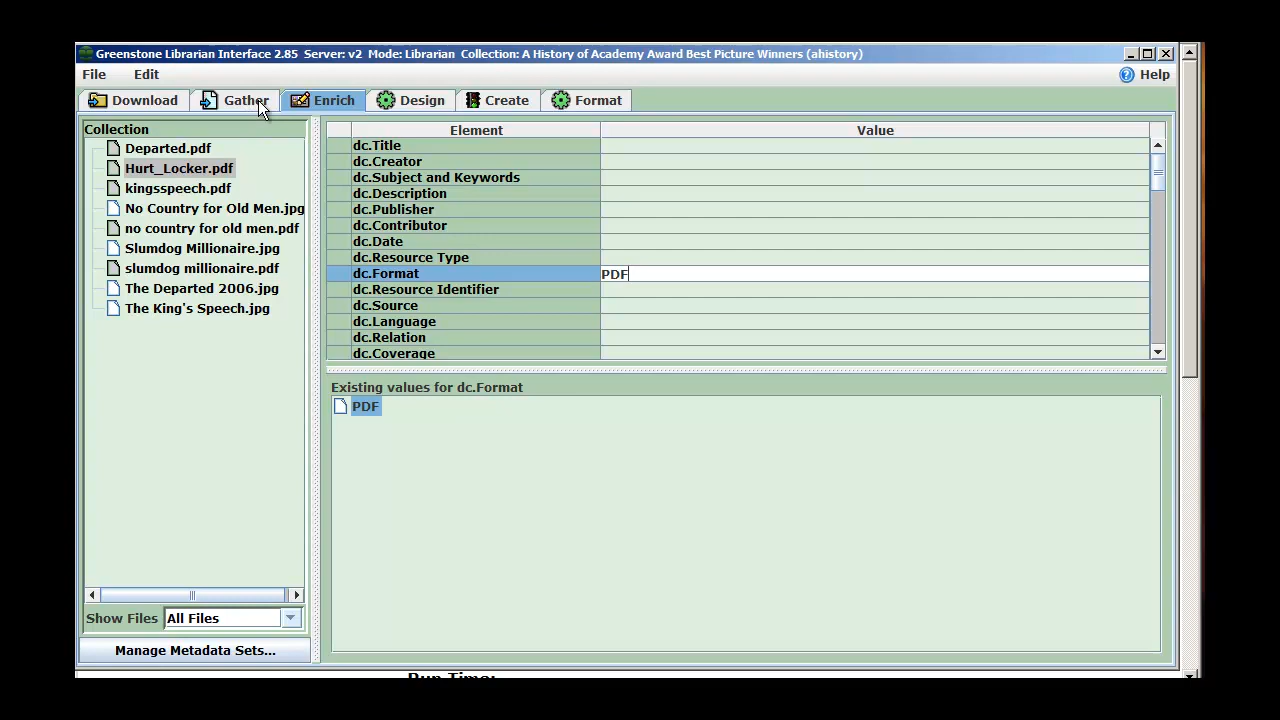 Greenstone Librarian Interface 2.85 Server: v2 Mode: Librarian Collection: A History of Academy Award Best Picture Winners (ahistory)
File Edit Help
Download Gather Enrich Design Create Format
Collection
Departed.pdf
Hurt_Locker.pdf
kingsspeech.pdf
No Country for Old Men.jpg
no country for old men.pdf
Slumdog Millionaire.jpg
slumdog millionaire.pdf
The Departed 2006.jpg
The King's Speech.jpg
Show Files All Files
Manage Metadata Sets...
Element Value
dc.Title
dc.Creator
dc.Subject and Keywords
dc.Description
dc.Publisher
dc.Contributor
dc.Date
dc.Resource Type
dc.Format PDF
dc.Resource Identifier
dc.Source
dc.Language
dc.Relation
dc.Coverage
Existing values for dc.Format
PDF
Run Time: